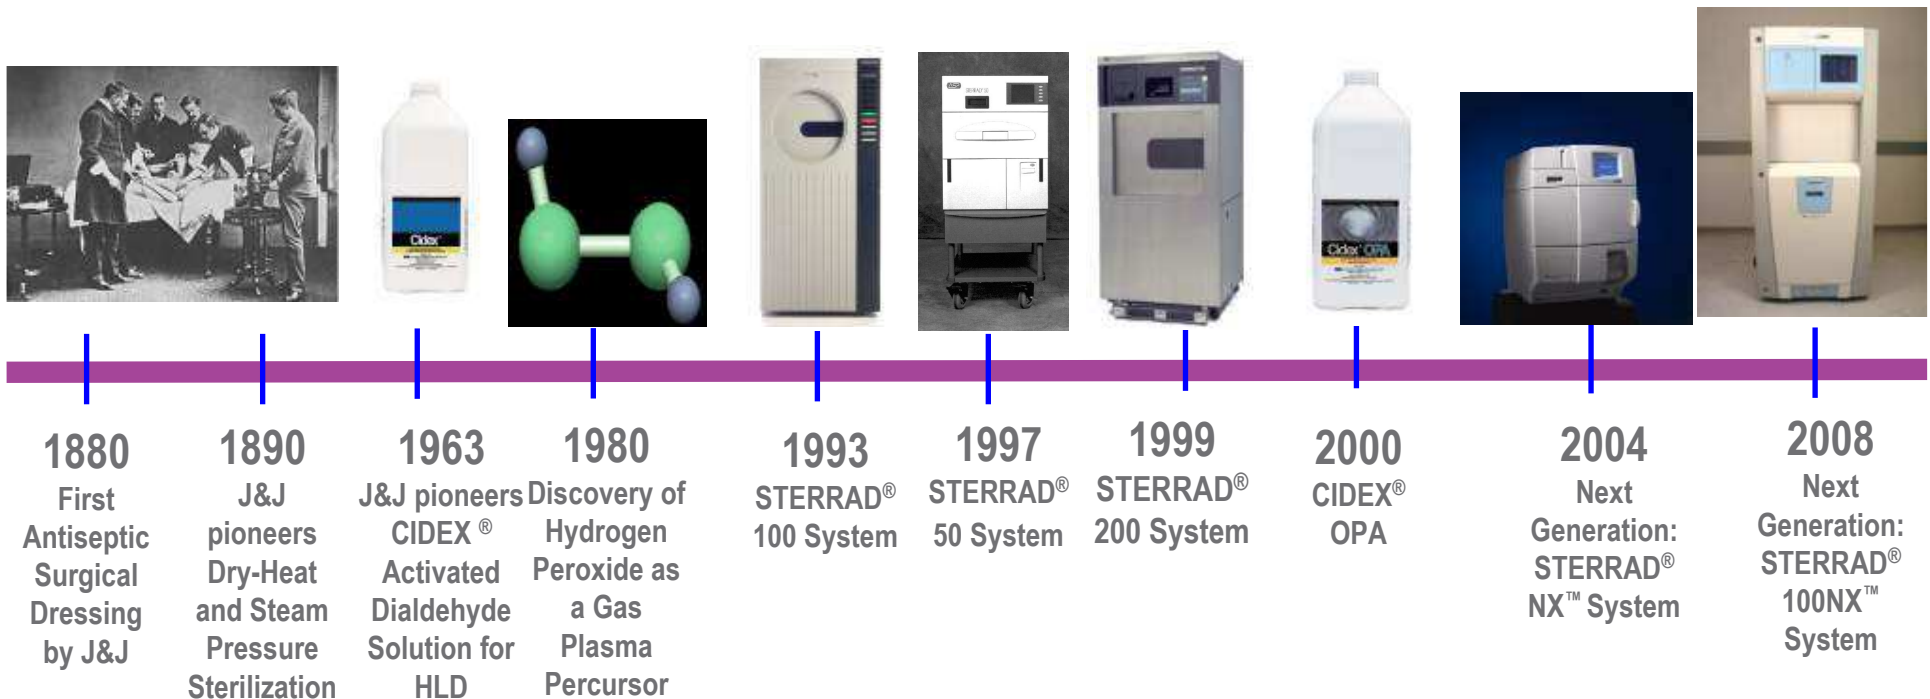 Cidex
Cidex OPA
1880
First
Antiseptic
Surgical
Dressing
by J&J
1890
J&J
pioneers
Dry-Heat
and Steam
Pressure
Sterilization
1963
J&J pioneers
CIDEX ®
Activated
Dialdehyde
Solution for
HLD
1980
Discovery of
Hydrogen
Peroxide as
a Gas
Plasma
Percursor
1993
STERRAD®
100 System
1997
STERRAD®
50 System
1999
STERRAD®
200 System
2000
CIDEX®
OPA
2004
Next
Generation:
STERRAD®
NX™ System
2008
Next
Generation:
STERRAD®
100NX™
System